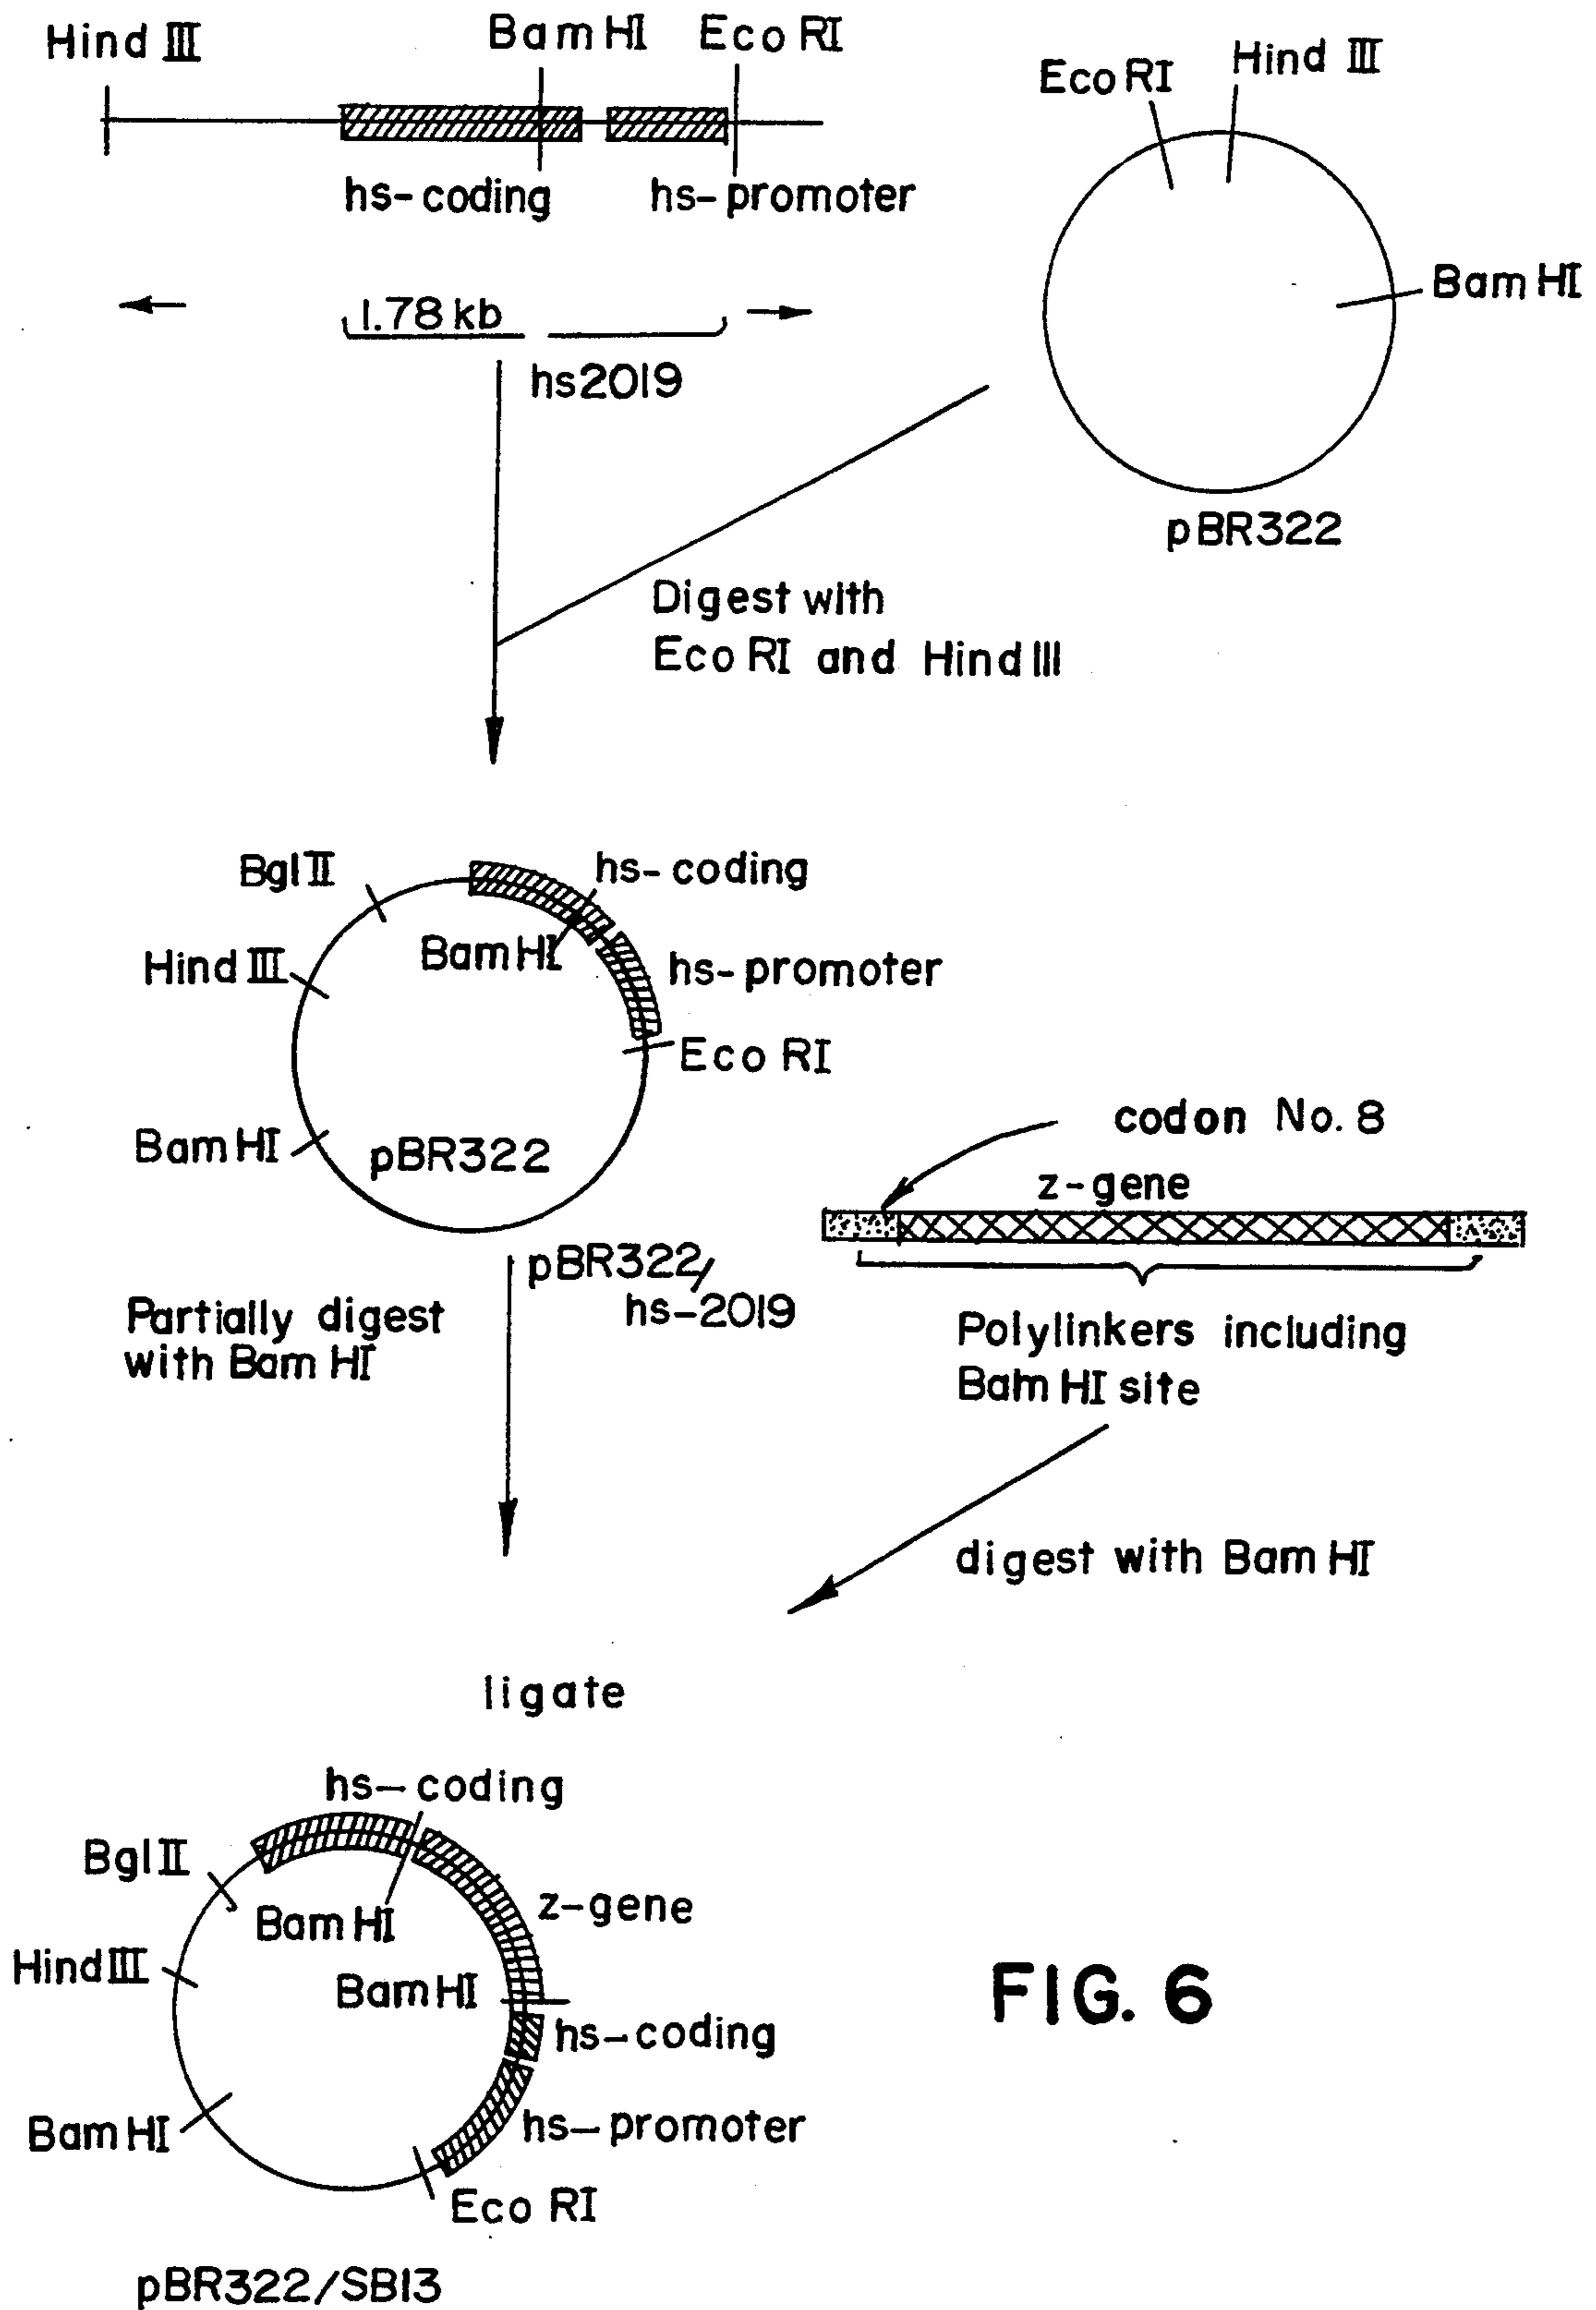 Hind III
Bam HI
Eco RI
hs-coding
hs-promoter
Eco RI
Hind III
Bam HI
pBR322
1.78 kb
hs2019
Digest with
Eco RI and Hind III
Bgl II
hs-coding
Bam HI
Hind III
hs-promoter
Eco RI
Bam HI
pBR322
codon No. 8
z-gene
pBR322/
hs-2019
Partially digest
with Bam HI
Polylinkers including
Bam HI site
digest with Bam HI
ligate
hs-coding
Bgl II
Bam HI
z-gene
Hind III
Bam HI
hs-coding
FIG. 6
Bam HI
hs-promoter
Eco RI
pBR322/SB13